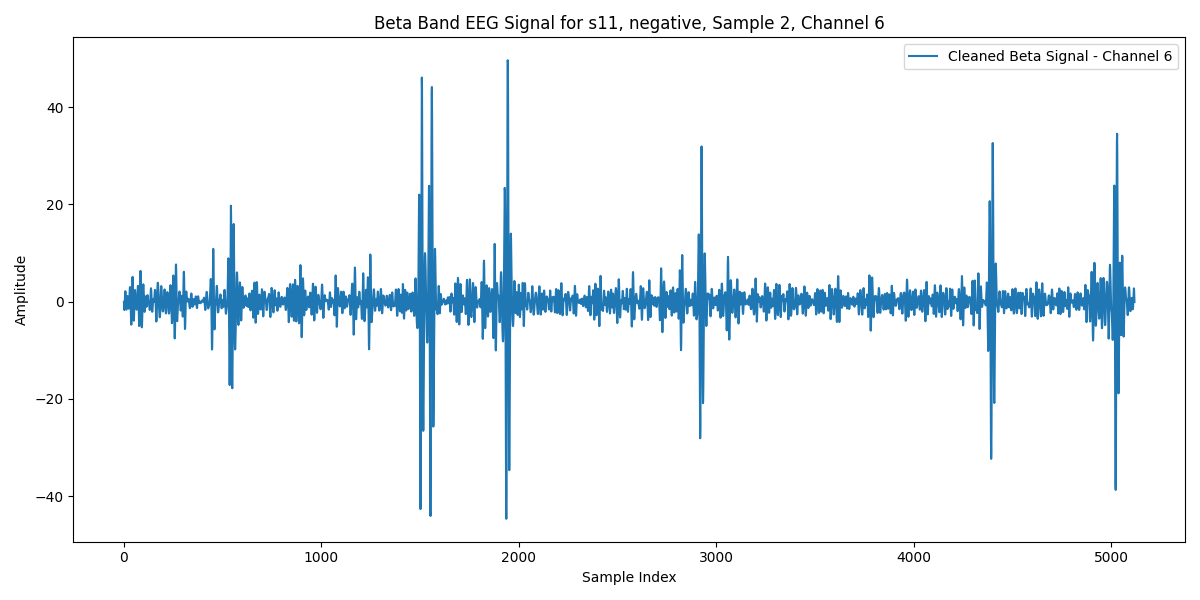 Beta Band EEG Signal for s11, negative, Sample 2, Channel 6
Cleaned Beta Signal - Channel 6
Amplitude
40
20
0
−20
−40
0 1000 2000 3000 4000 5000
Sample Index